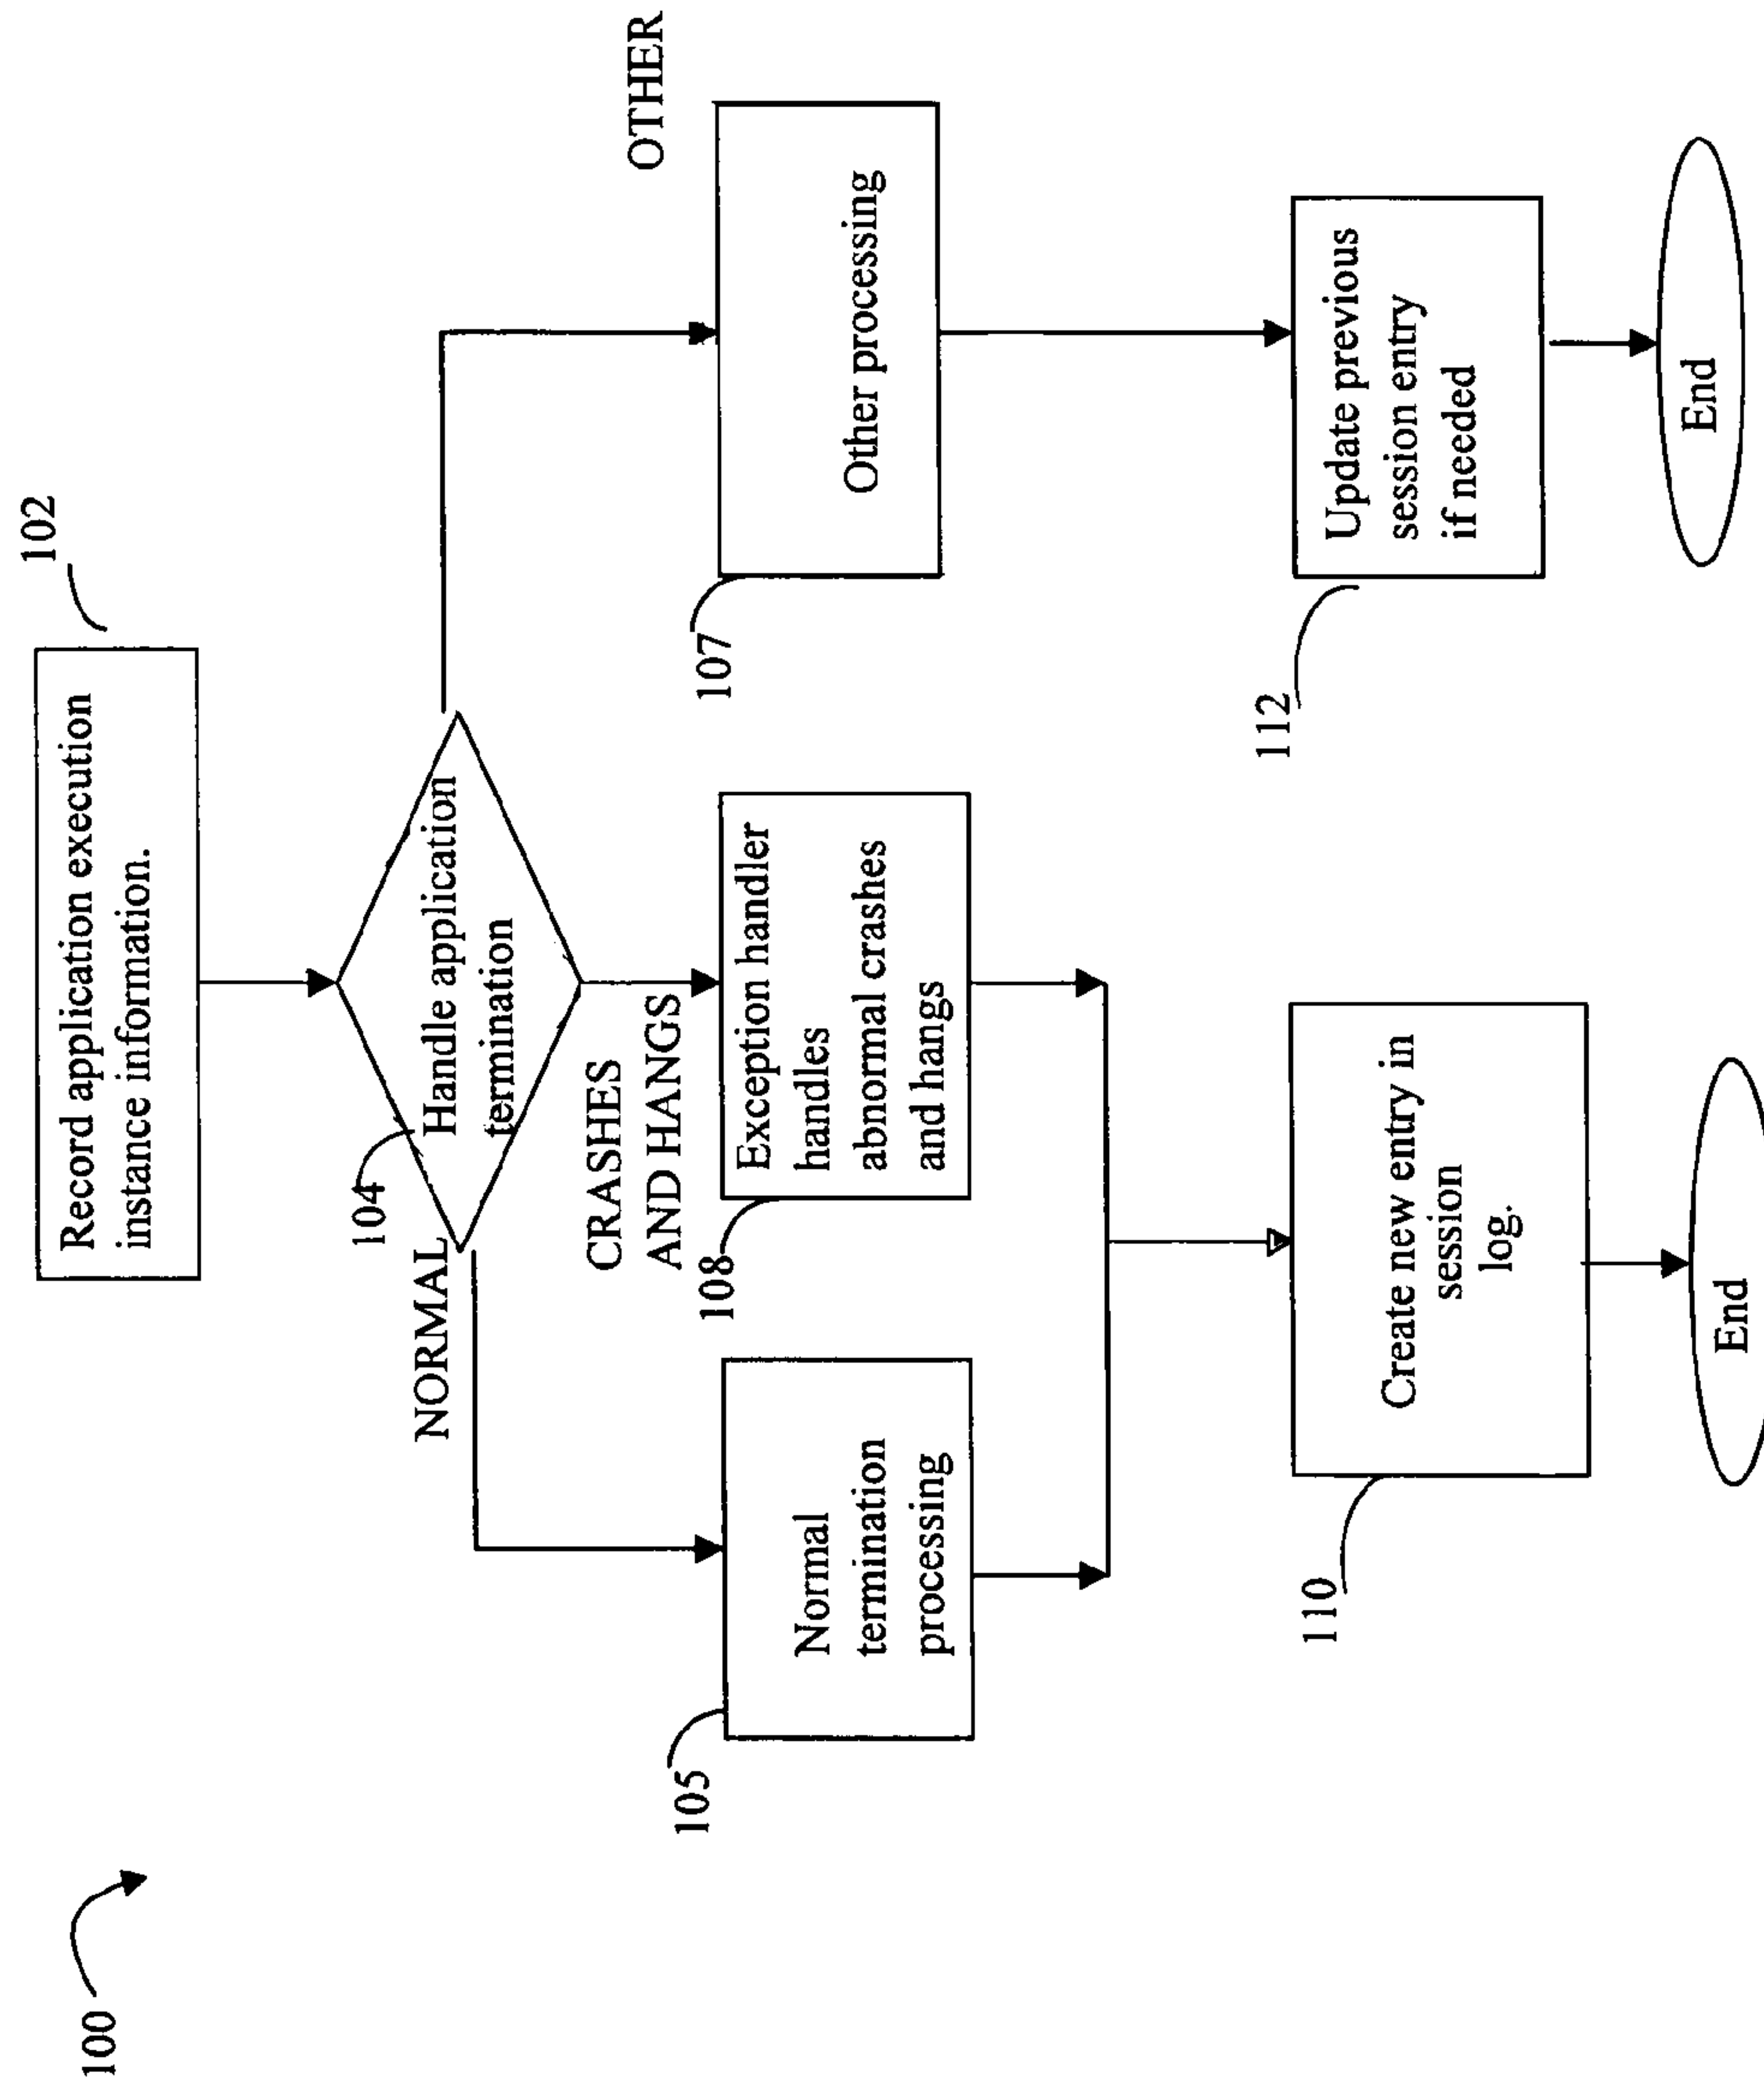 100
102
Record application execution
instance information.
104
Handle application
termination
NORMAL
CRASHES
AND HANGS
OTHER
105
Normal
termination
processing
108
Exception handler
handles
abnormal crashes
and hangs
107
Other processing
110
Create new entry in
session
log.
112
Update previous
session entry
if needed
End
End